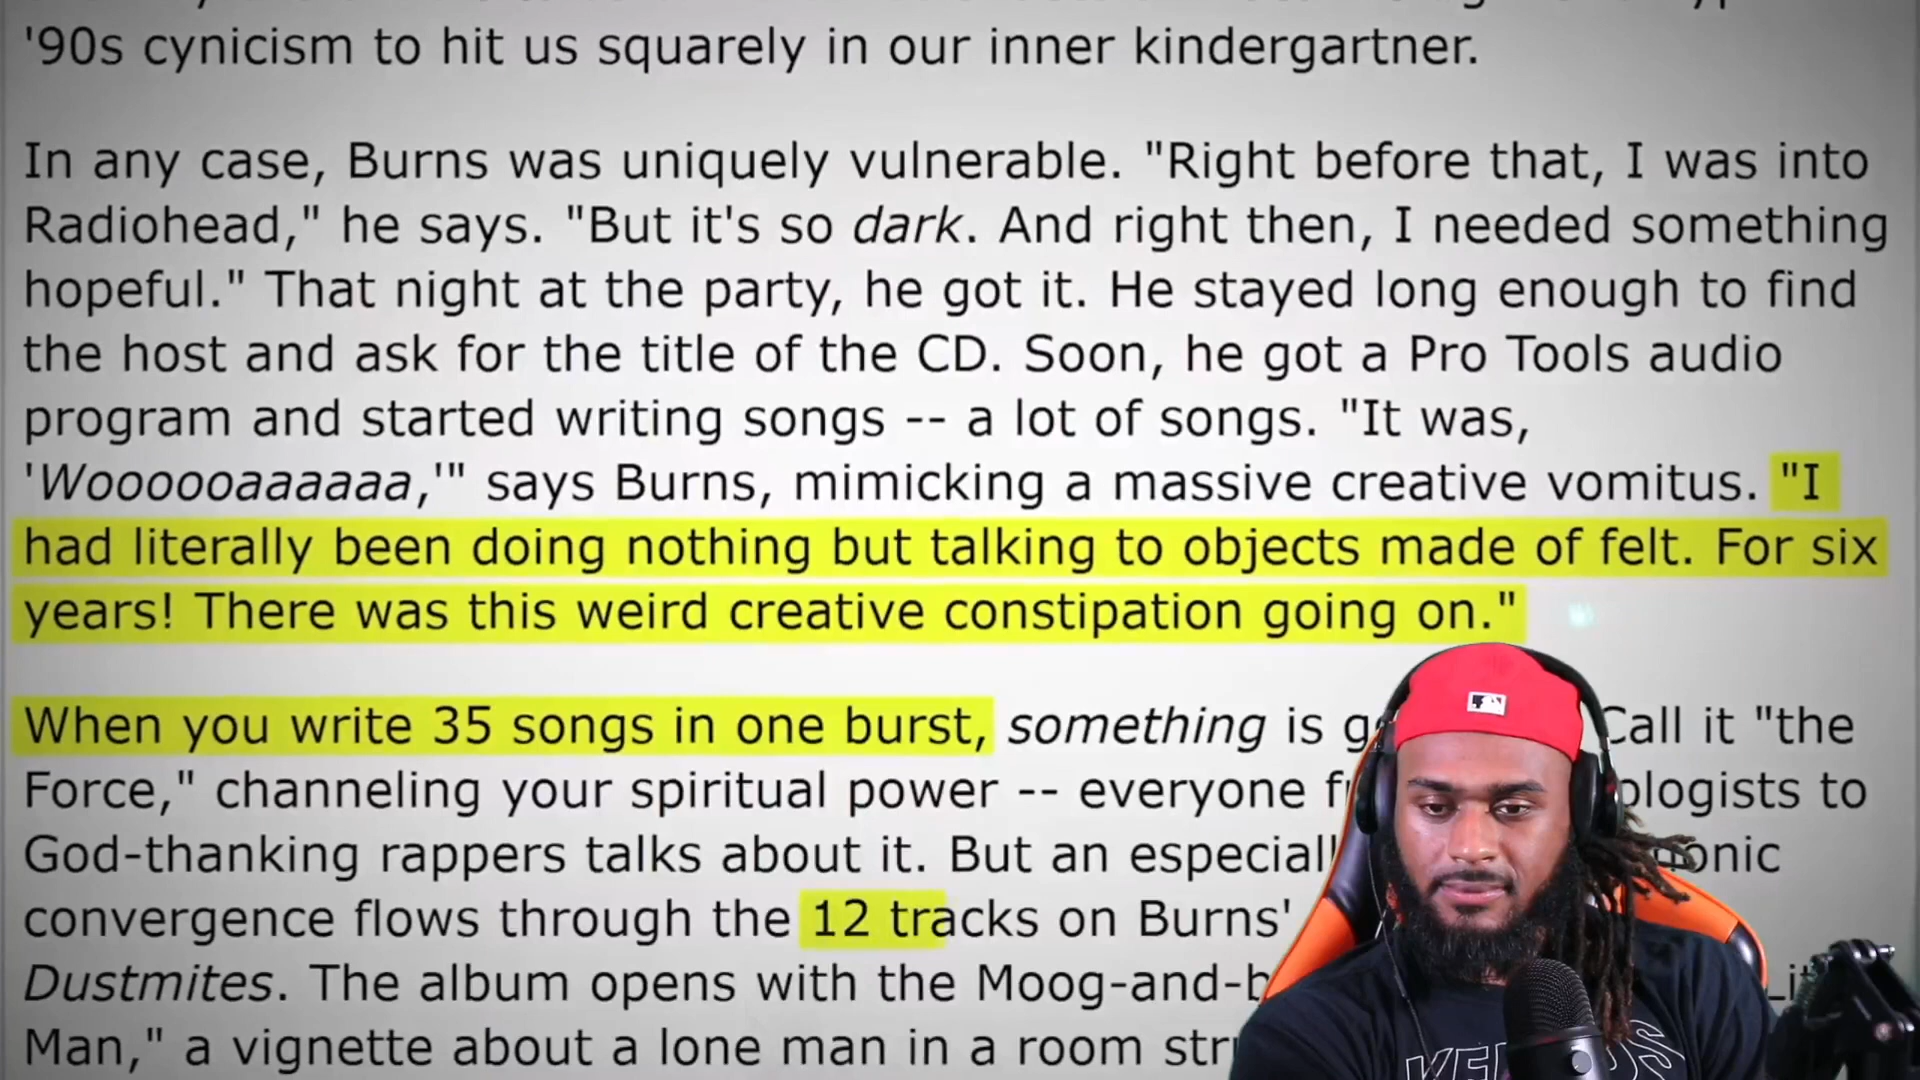 '90s cynicism to hit us squarely in our inner kindergartner.
In any case, Burns was uniquely vulnerable. "Right before that, I was into
Radiohead," he says. "But it's so dark. And right then, I needed something
hopeful." That night at the party, he got it. He stayed long enough to find
the host and ask for the title of the CD. Soon, he got a Pro Tools audio
program and started writing songs -- a lot of songs. "It was,
'Woooooaaaaaa,'" says Burns, mimicking a massive creative vomitus. "I
had literally been doing nothing but talking to objects made of felt. For six
years! There was this weird creative constipation going on."
When you write 35 songs in one burst, something is Call it "the
Force," channeling your spiritual power -- everyone ologists to
God-thanking rappers talks about it. But an especial onic
convergence flows through the 12 tracks on Burns'
Dustmites. The album opens with the Moog-and-b
Man," a vignette about a lone man in a room str